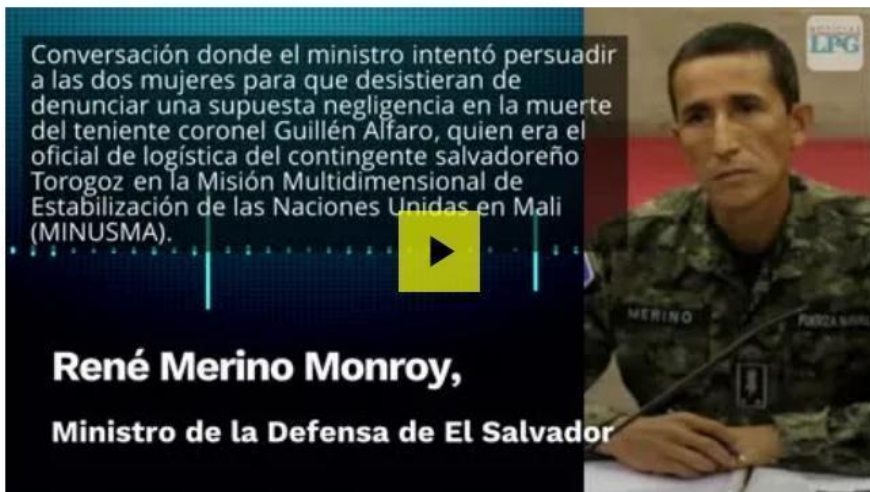 LPG
Conversación donde el ministro intentó persuadir
a las dos mujeres para que desistieran de
denunciar una supuesta negligencia en la muerte
del teniente coronel Guillén Alfaro, quien era el
oficial de logística del contingente salvadoreño
Torogoz en la Misión Multidimensional de
Estabilización de las Naciones Unidas en Mali
(MINUSMA).
MERINO
FUERZA NAVAL
René Merino Monroy,
Ministro de la Defensa de El Salvador